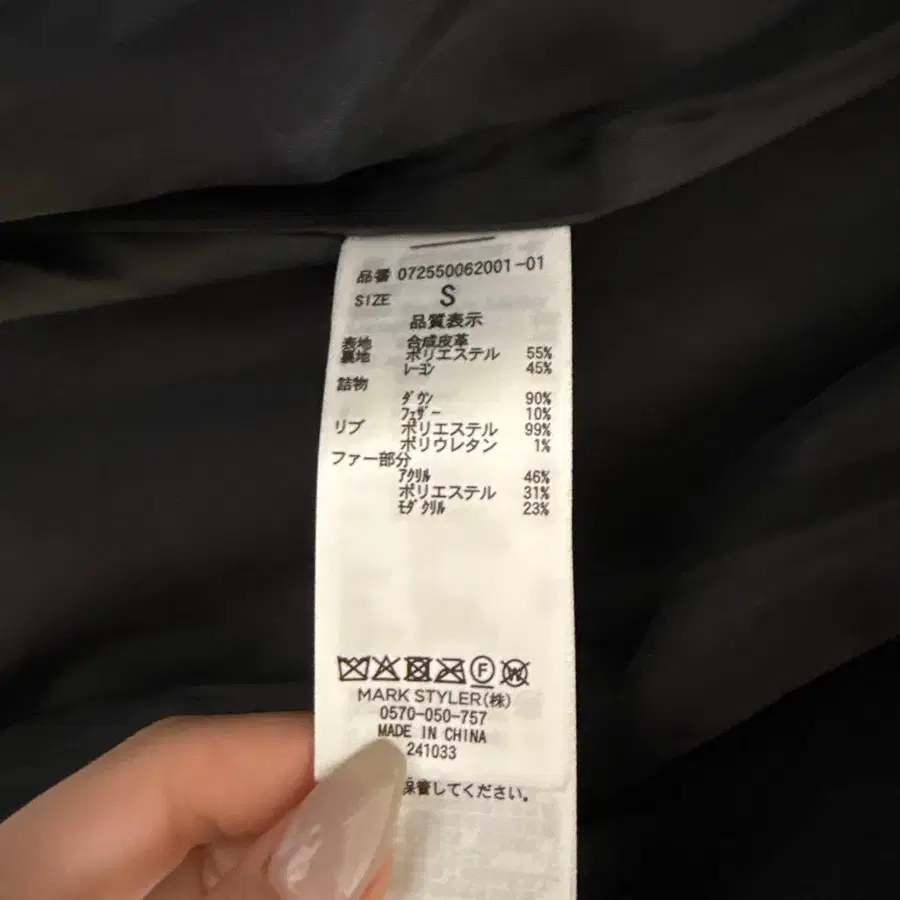 品番 072550062001-01
SIZE S
品質表示
表地 合成皮革
裏地 ポリエステル 55%
ﾚｰﾖﾝ 45%
詰物
ﾀﾞｳﾝ 90%
ﾌｪｻﾞｰ 10%
リブ ポリエステル 99%
ポリウレタン 1%
ファー部分
ｱｸﾘﾙ 46%
ポリエステル 31%
ﾓﾀﾞｸﾘﾙ 23%
F W
MARK STYLER(株)
0570-050-757
MADE IN CHINA
241033
保管してください。